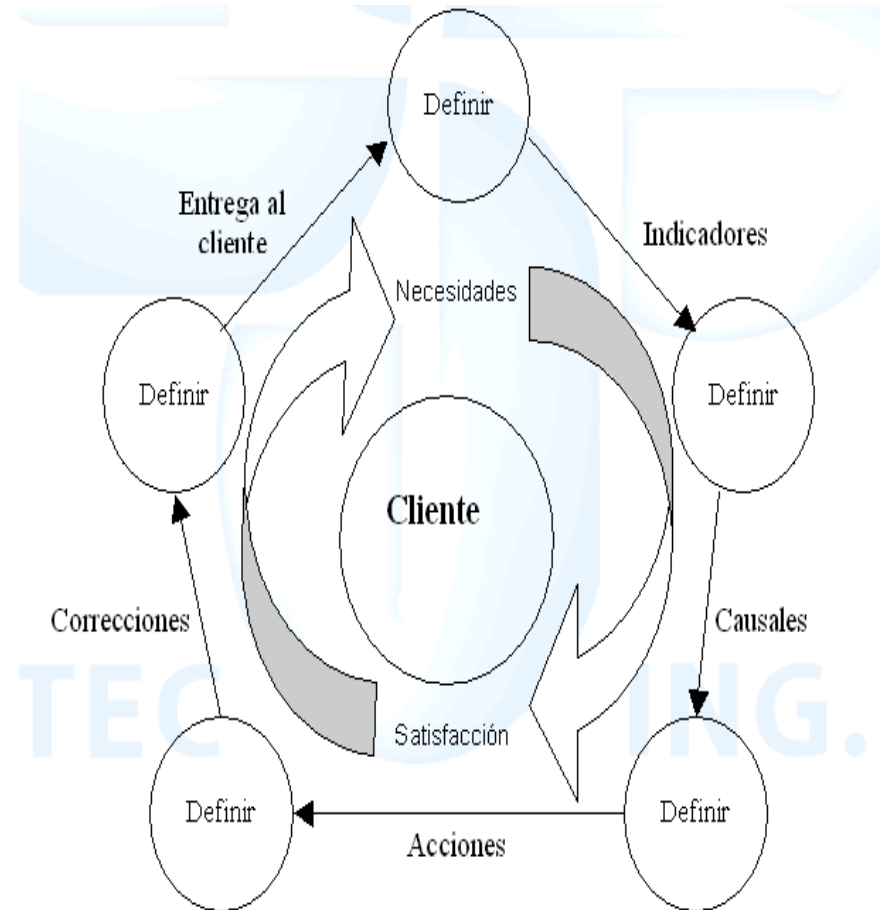 Definir
Entrega al
cliente
Indicadores
Necesidades
Definir
Definir
Cliente
Correcciones
Causales
Satisfacción
TEC
ING.
Definir
Definir
Acciones